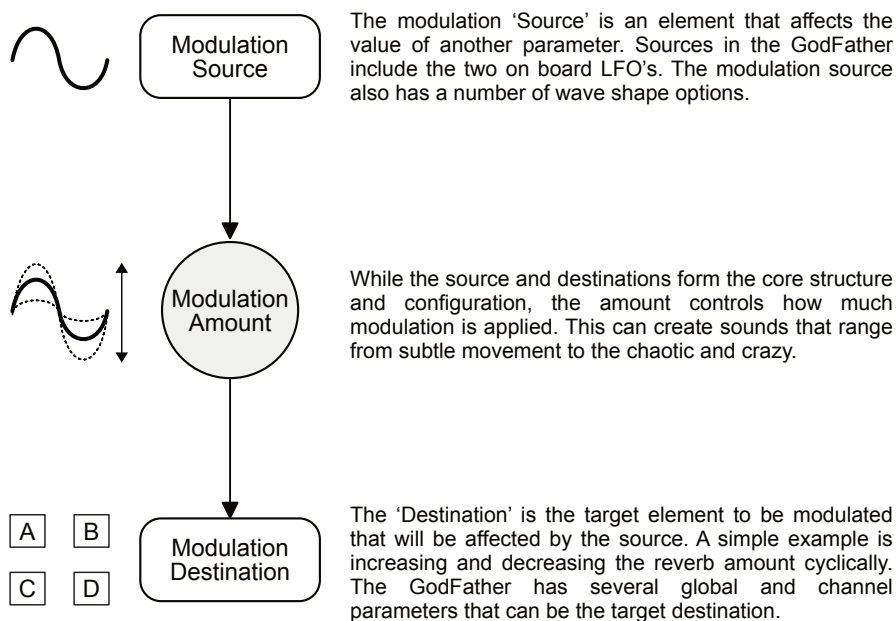 Modulation
Source
The modulation ‘Source’ is an element that affects the
value of another parameter. Sources in the GodFather
include the two on board LFO’s. The modulation source
also has a number of wave shape options.
Modulation
Amount
While the source and destinations form the core structure
and configuration, the amount controls how much
modulation is applied. This can create sounds that range
from subtle movement to the chaotic and crazy.
A B
C D
Modulation
Destination
The ‘Destination’ is the target element to be modulated
that will be affected by the source. A simple example is
increasing and decreasing the reverb amount cyclically.
The GodFather has several global and channel
parameters that can be the target destination.